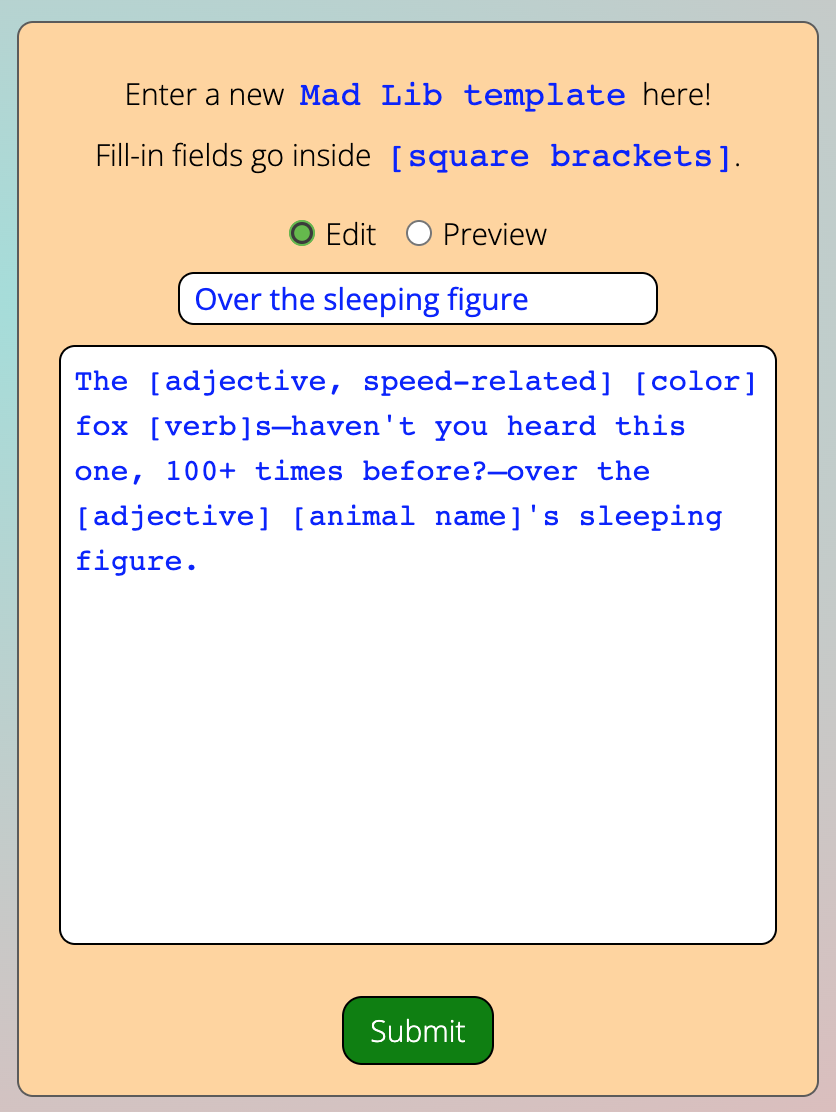 Enter a new Mad Lib template here!
Fill-in fields go inside [square brackets].
Edit Preview
Over the sleeping figure
The [adjective, speed-related] [color]
fox [verb]s—haven't you heard this
one, 100+ times before?—over the
[adjective] [animal name]'s sleeping
figure.
Submit